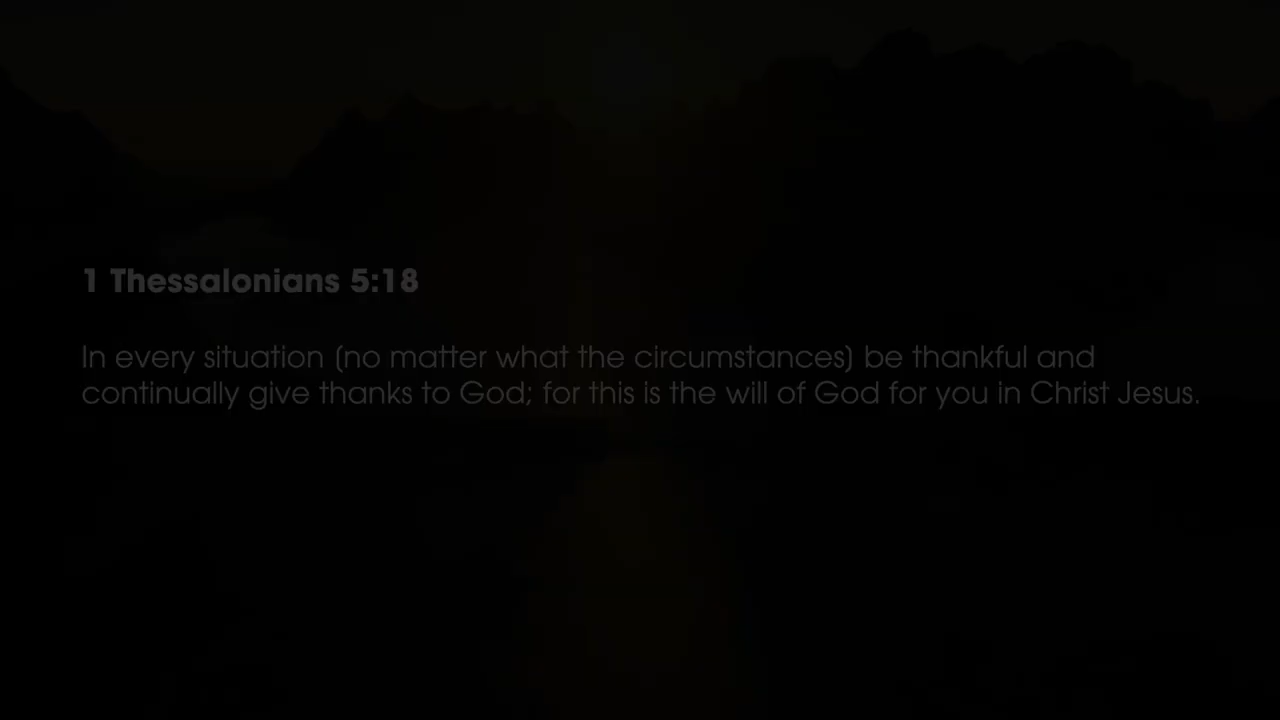 1 Thessalonians 5:18
In every situation (no matter what the circumstances) be thankful and
continually give thanks to God; for this is the will of God for you in Christ Jesus.